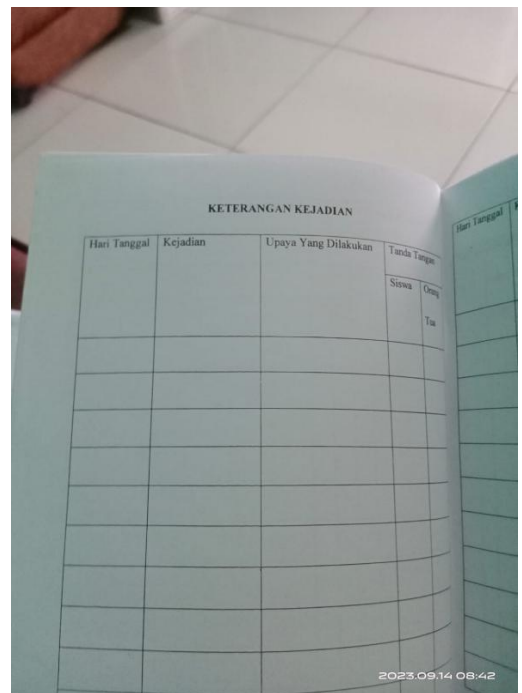 KETERANGAN KEJADIAN
Hari Tanggal Kejadian Upaya Yang Dilakukan Tanda Tangan
Siswa Orang
Tua
Hari Tanggal
2023.09.14 08:42